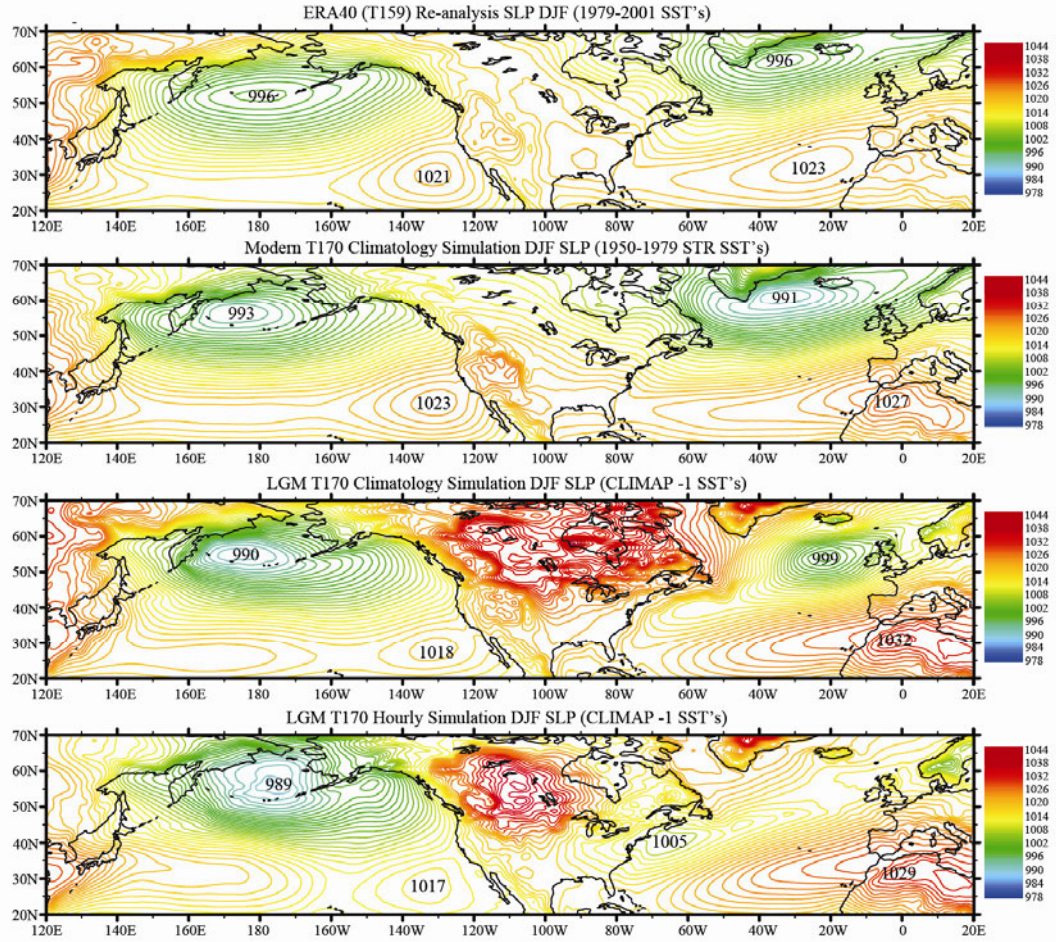 ERA40 (T159) Re-analysis SLP DJF (1979-2001 SST's)
70N
60N
50N
40N
30N
20N
996
996
1021
1023
120E 140E 160E 180 160W 140W 120W 100W 80W 60W 40W 20W 0 20E
1044
1038
1032
1026
1020
1014
1008
1002
996
990
984
978
Modern T170 Climatology Simulation DJF SLP (1950-1979 STR SST's)
70N
60N
50N
40N
30N
20N
993
991
1023
1027
120E 140E 160E 180 160W 140W 120W 100W 80W 60W 40W 20W 0 20E
1044
1038
1032
1026
1020
1014
1008
1002
996
990
984
978
LGM T170 Climatology Simulation DJF SLP (CLIMAP -1 SST's)
70N
60N
50N
40N
30N
20N
990
999
1018
1032
120E 140E 160E 180 160W 140W 120W 100W 80W 60W 40W 20W 0 20E
1044
1038
1032
1026
1020
1014
1008
1002
996
990
984
978
LGM T170 Hourly Simulation DJF SLP (CLIMAP -1 SST's)
70N
60N
50N
40N
30N
20N
989
1005
1017
1029
120E 140E 160E 180 160W 140W 120W 100W 80W 60W 40W 20W 0 20E
1044
1038
1032
1026
1020
1014
1008
1002
996
990
984
978